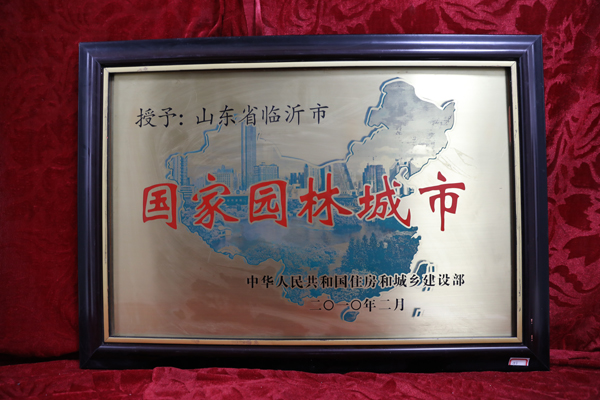 授予：山东省临沂市
国家园林城市
中华人民共和国住房和城乡建设部
二〇一〇年二月